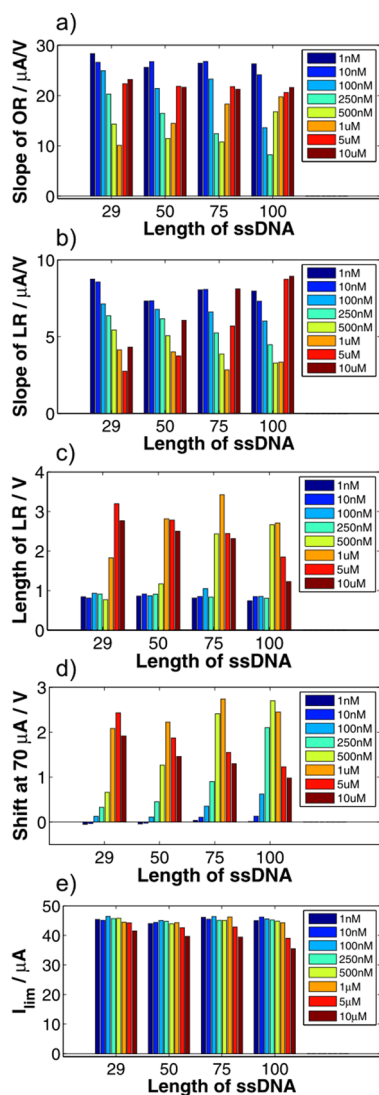 a)
Slope of OR / μA/V
30
20
10
0
29 50 75 100
Length of ssDNA
1nM
10nM
100nM
250nM
500nM
1uM
5uM
10uM
b)
Slope of LR / μA/V
10
5
0
29 50 75 100
Length of ssDNA
1nM
10nM
100nM
250nM
500nM
1uM
5uM
10uM
c)
Length of LR / V
4
3
2
1
0
29 50 75 100
Length of ssDNA
1nM
10nM
100nM
250nM
500nM
1uM
5uM
10uM
d)
Shift at 70 μA / V
3
2
1
0
29 50 75 100
Length of ssDNA
1nM
10nM
100nM
250nM
500nM
1uM
5uM
10uM
e)
Ilim / μA
50
40
30
20
10
0
29 50 75 100
Length of ssDNA
1nM
10nM
100nM
250nM
500nM
1μM
5μM
10μM